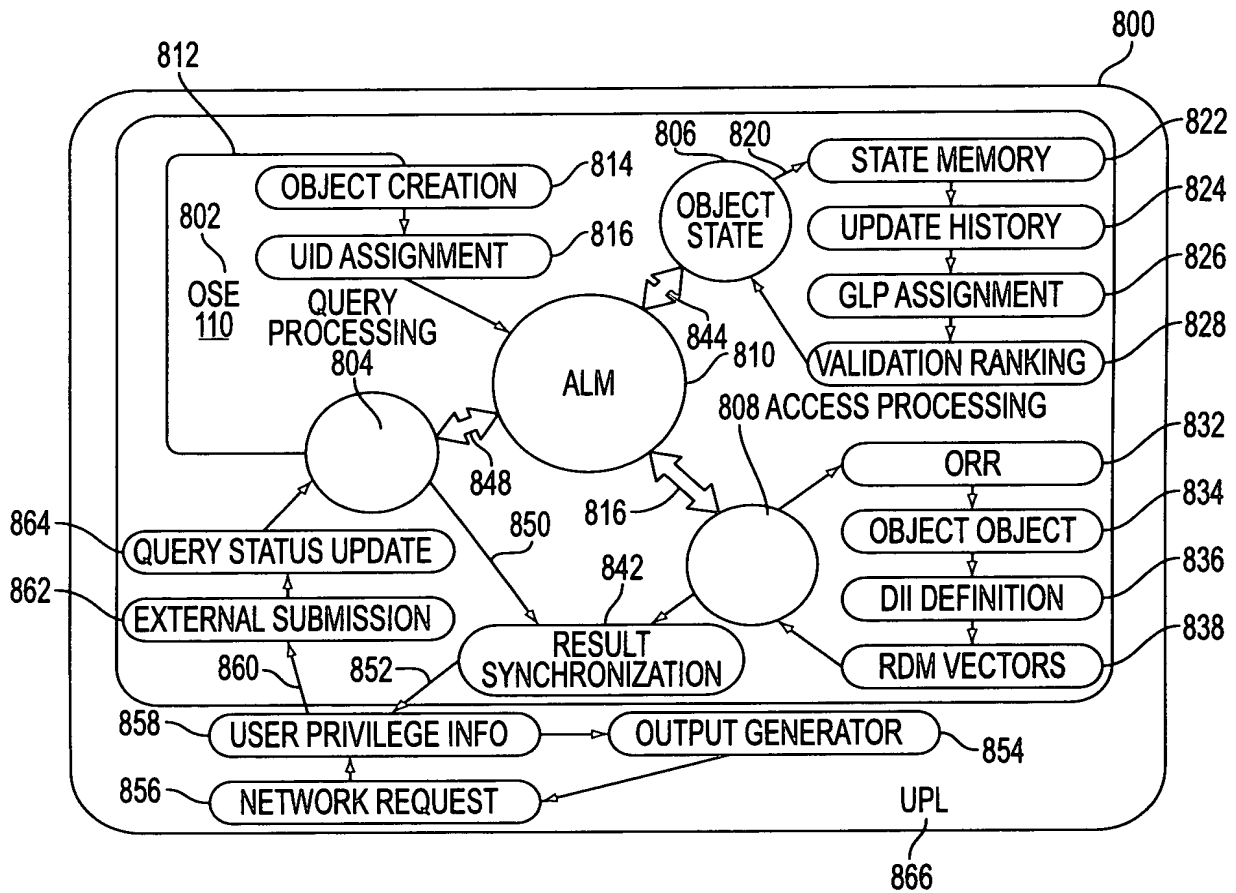 800
812
806
820
822
STATE MEMORY
OBJECT CREATION
814
OBJECT
STATE
824
UPDATE HISTORY
802
UID ASSIGNMENT
816
826
GLP ASSIGNMENT
OSE
110
QUERY
PROCESSING
804
844
828
VALIDATION RANKING
ALM
810
808 ACCESS PROCESSING
832
ORR
848
816
834
OBJECT OBJECT
864
QUERY STATUS UPDATE
850
842
836
DII DEFINITION
862
EXTERNAL SUBMISSION
RESULT
SYNCHRONIZATION
838
RDM VECTORS
860
852
858
USER PRIVILEGE INFO
OUTPUT GENERATOR
854
856
NETWORK REQUEST
UPL
866